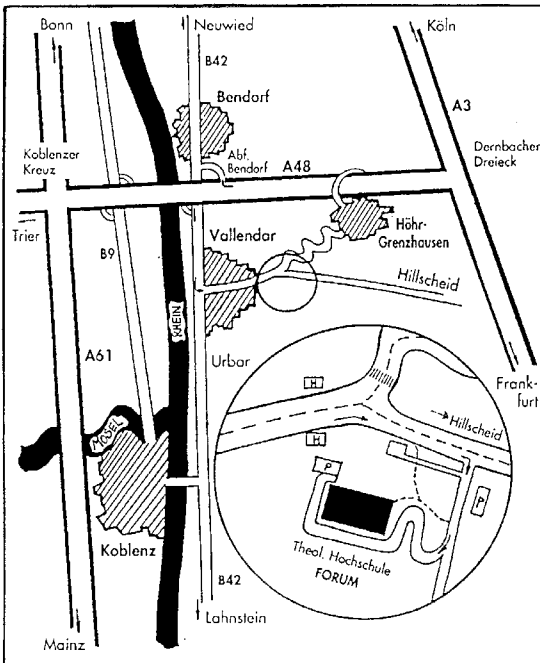 Bonn
Neuwied
Köln
B42
Bendorf
A3
Koblenzer
Kreuz
Abf.
Bendorf
A48
Dernbacher
Dreieck
Trier
Vallendar
Höhr-
Grenzhausen
B9
Hillscheid
RHEIN
A61
Urbar
Frank-
furt
H
Hillscheid
MOSEL
H
P
P
Koblenz
Theol. Hochschule
FORUM
B42
Lahnstein
Mainz